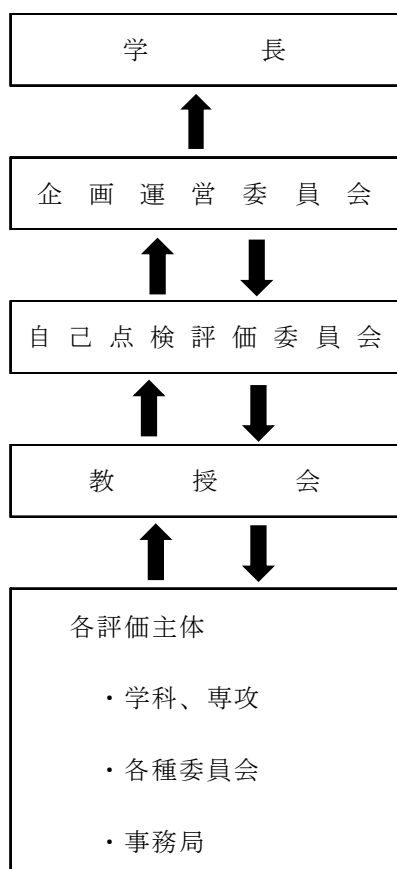 学長
企画運営委員会
自己点検評価委員会
教授会
各評価主体
・学科、専攻
・各種委員会
・事務局